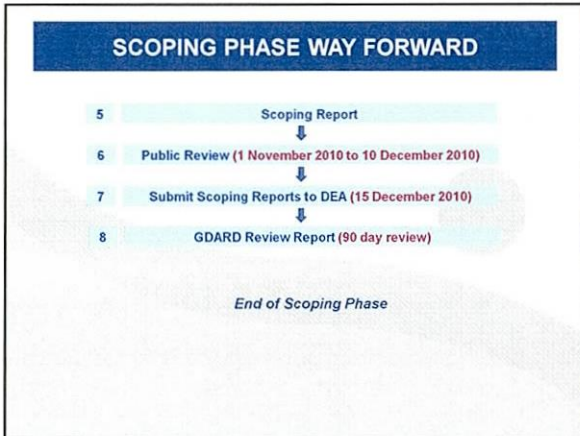 SCOPING PHASE WAY FORWARD
5 Scoping Report
6 Public Review (1 November 2010 to 10 December 2010)
7 Submit Scoping Reports to DEA (15 December 2010)
8 GDARD Review Report (90 day review)
End of Scoping Phase